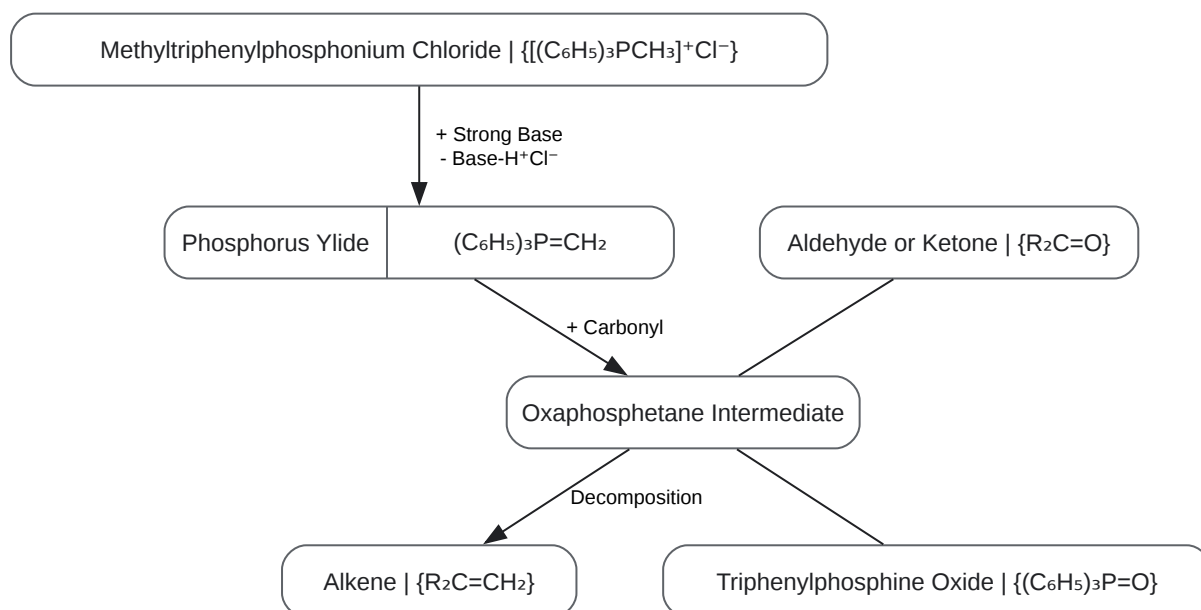 Methyltriphenylphosphonium Chloride | {[(C₆H₅)₃PCH₃]⁺Cl⁻}
+ Strong Base
- Base-H⁺Cl⁻
Phosphorus Ylide
(C₆H₅)₃P=CH₂
Aldehyde or Ketone | {R₂C=O}
+ Carbonyl
Oxaphosphetane Intermediate
Decomposition
Alkene | {R₂C=CH₂}
Triphenylphosphine Oxide | {(C₆H₅)₃P=O}